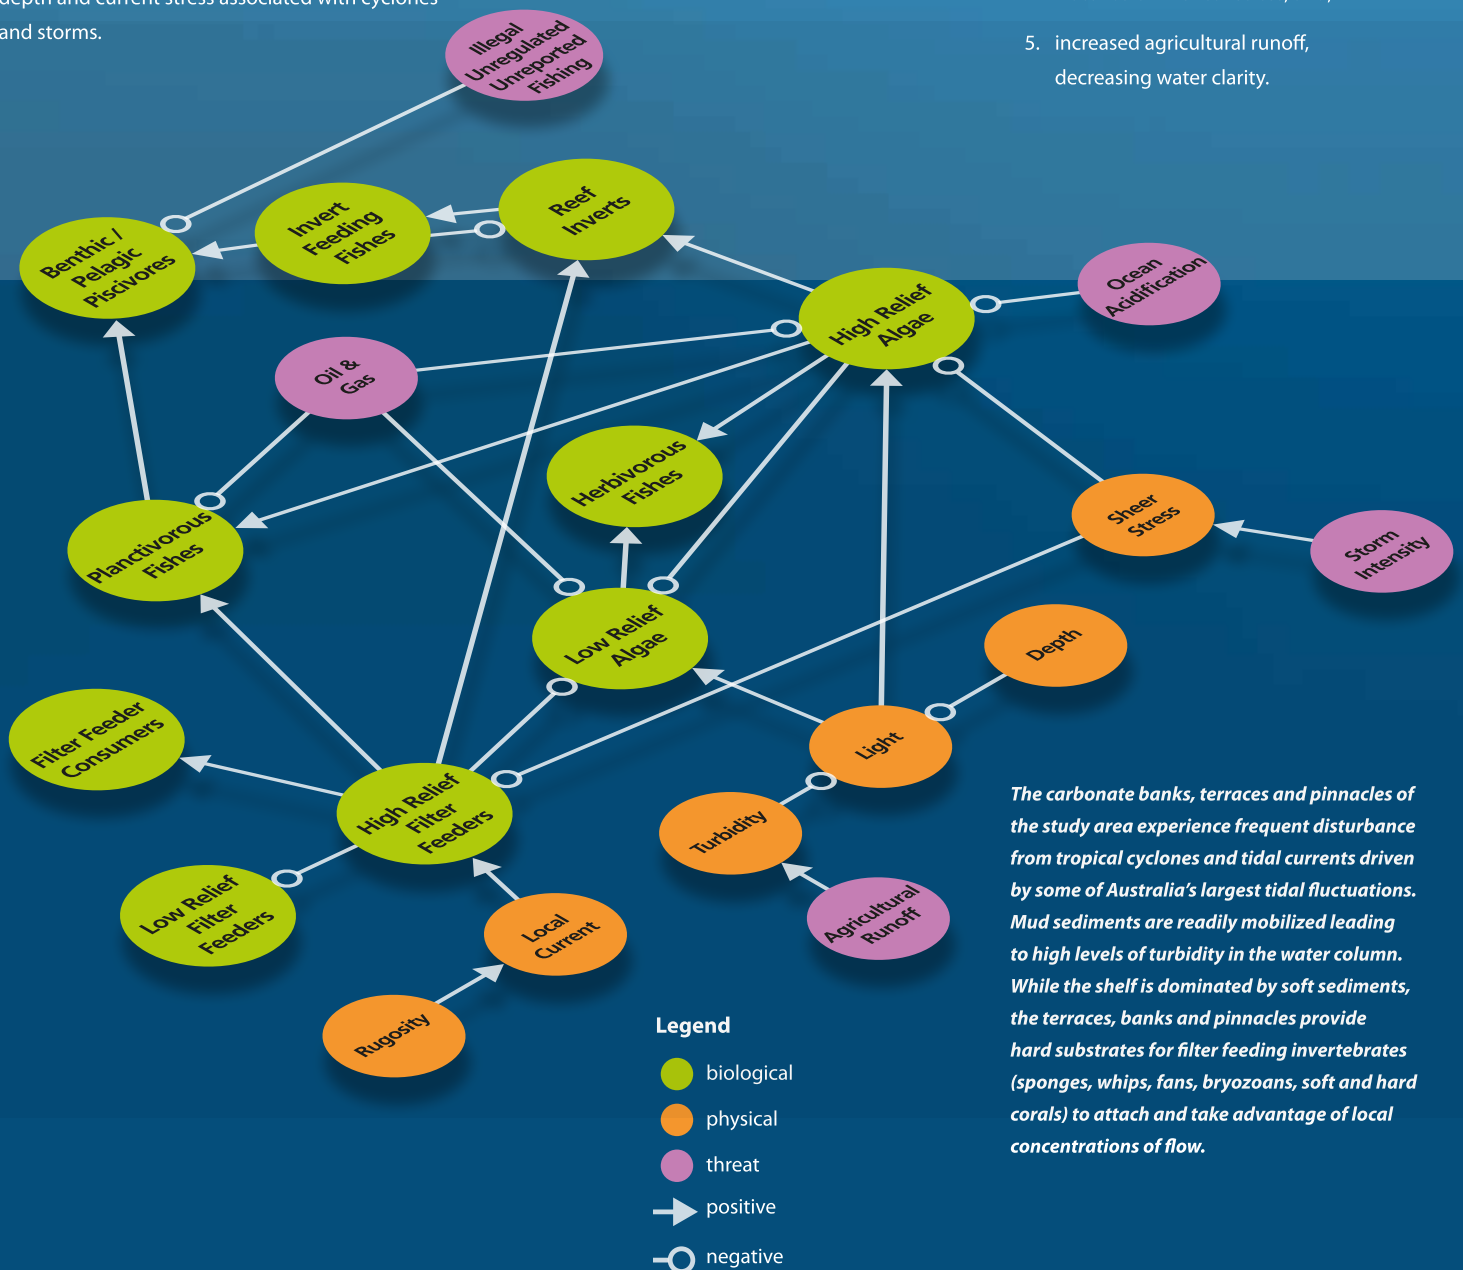 depth and current stress associated with cyclones
and storms.
5. increased agricultural runoff,
decreasing water clarity.
Illegal
Unregulated
Unreported
Fishing
Reef
Inverts
Invert
Feeding
Fishes
Benthic /
Pelagic
Piscivores
High Relief
Algae
Ocean
Acidification
Oil &
Gas
Herbivorous
Fishes
Sheer
Stress
Storm
Intensity
Planctivorous
Fishes
Low Relief
Algae
Depth
Light
Filter Feeder
Consumers
High Relief
Filter
Feeders
Turbidity
Low Relief
Filter
Feeders
Local
Current
Agricultural
Runoff
Rugosity
The carbonate banks, terraces and pinnacles of
the study area experience frequent disturbance
from tropical cyclones and tidal currents driven
by some of Australia's largest tidal fluctuations.
Mud sediments are readily mobilized leading
to high levels of turbidity in the water column.
While the shelf is dominated by soft sediments,
the terraces, banks and pinnacles provide
hard substrates for filter feeding invertebrates
(sponges, whips, fans, bryozoans, soft and hard
corals) to attach and take advantage of local
concentrations of flow.
Legend
biological
physical
threat
positive
negative